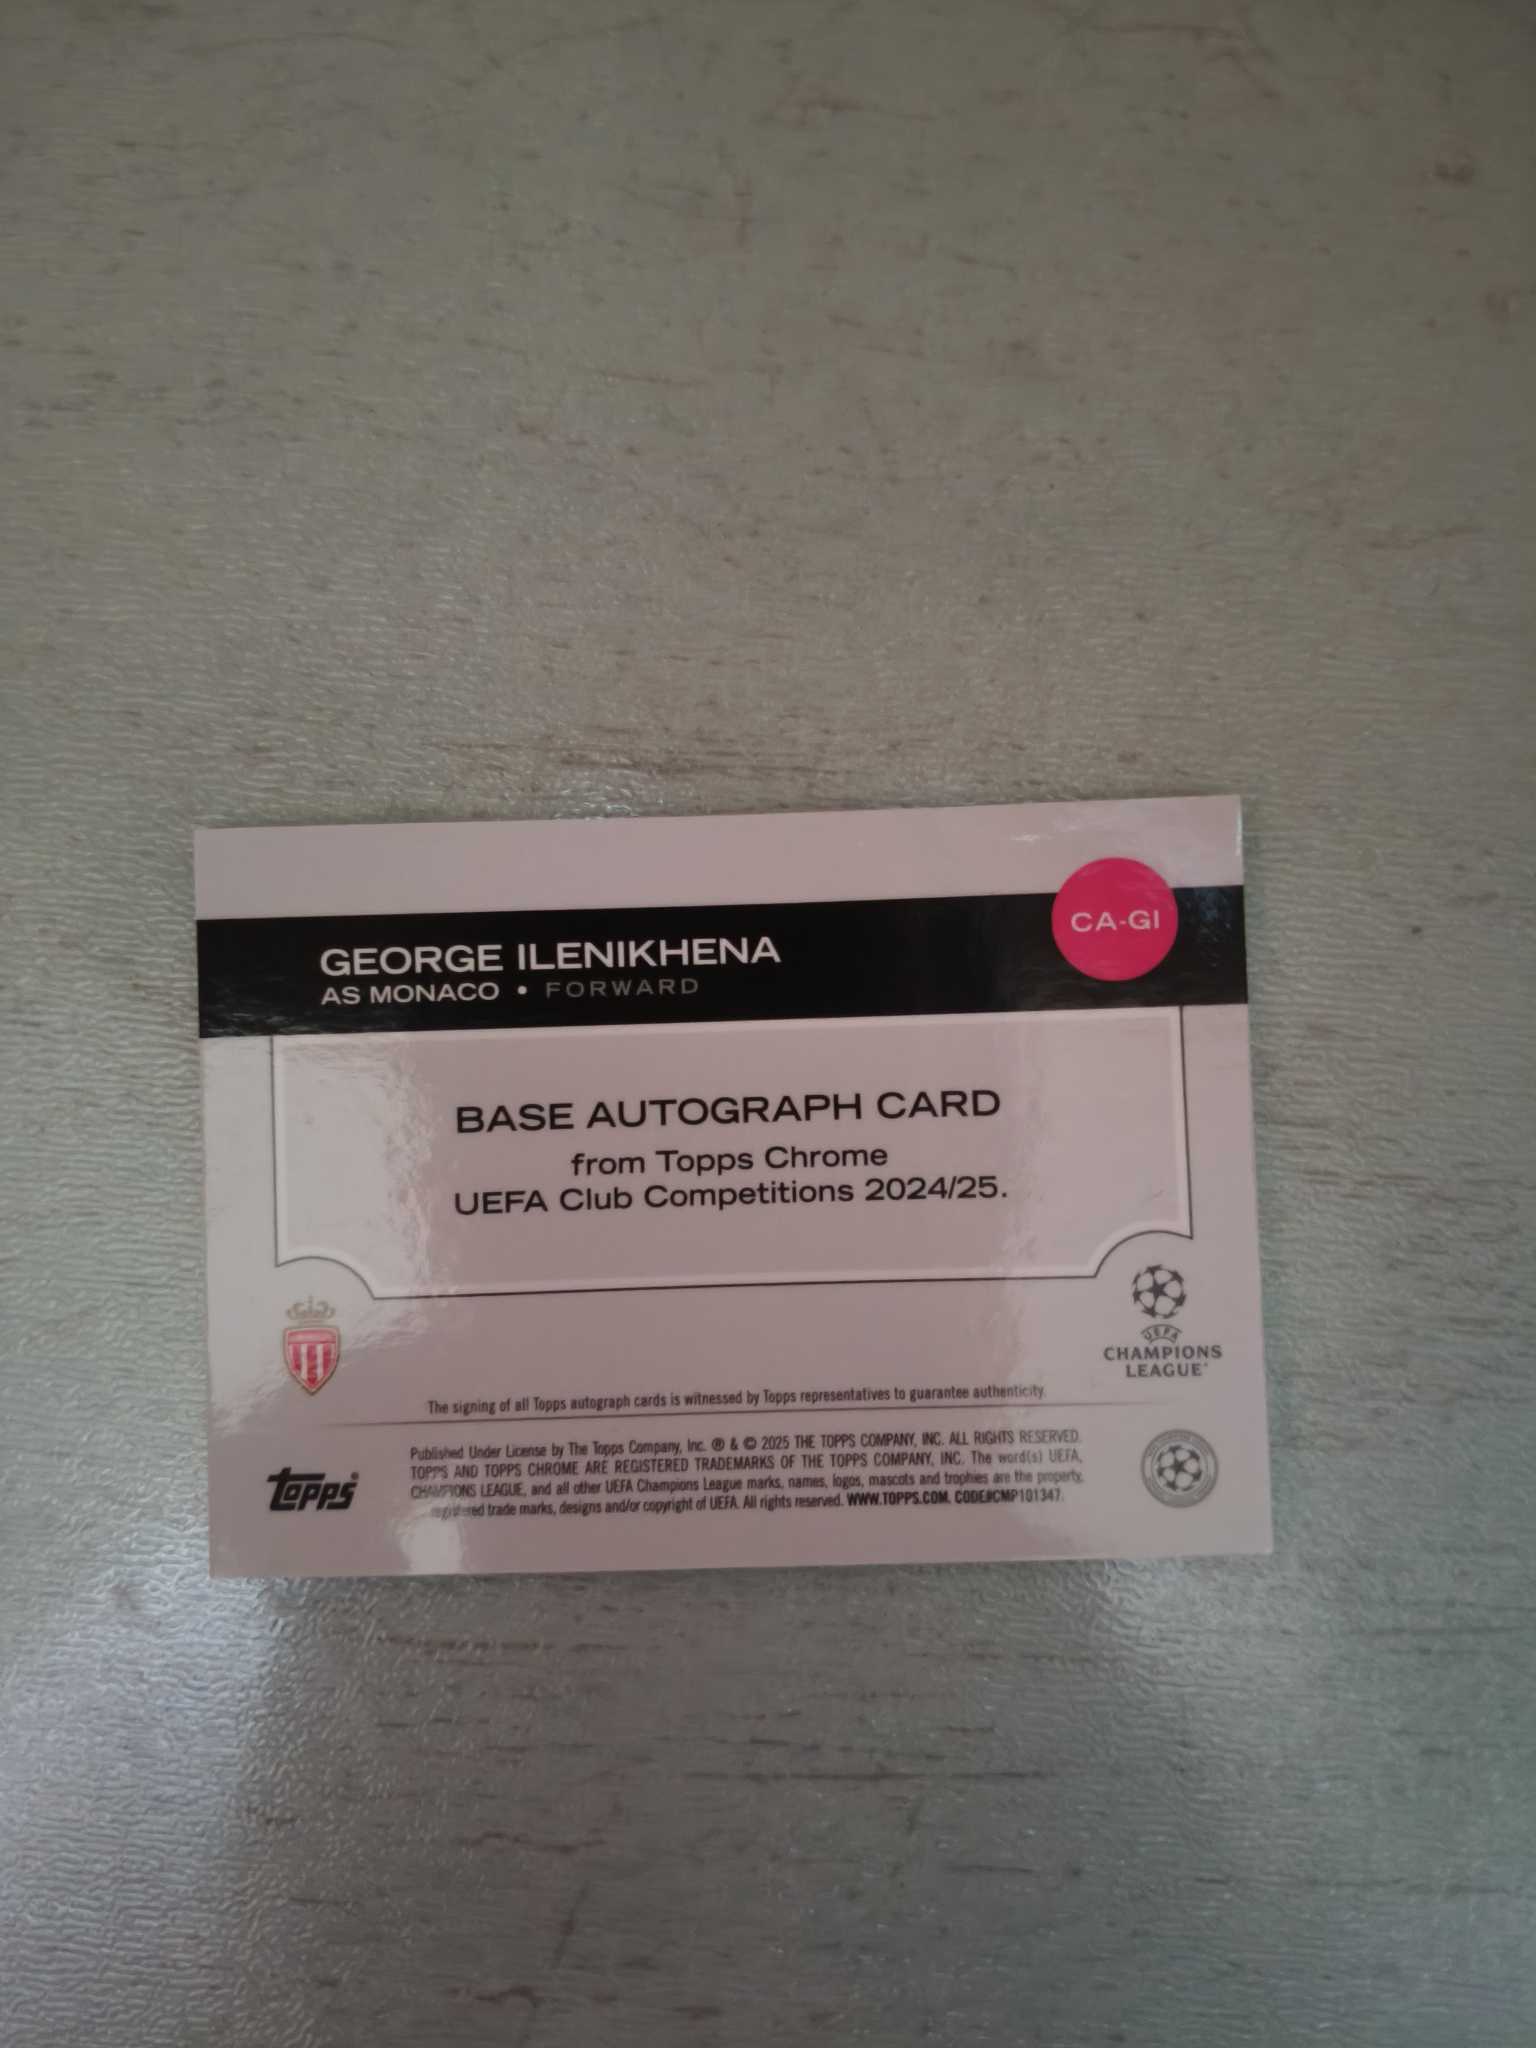 GEORGE ILENIKHENA
AS MONACO • FORWARD
CA-GI
BASE AUTOGRAPH CARD
from Topps Chrome
UEFA Club Competitions 2024/25.
UEFA
CHAMPIONS
LEAGUE®
The signing of all Topps autograph cards is witnessed by Topps representatives to guarantee authenticity.
topps®
Published Under License by The Topps Company, Inc. ® & © 2025 THE TOPPS COMPANY, INC. ALL RIGHTS RESERVED.
TOPPS AND TOPPS CHROME ARE REGISTERED TRADEMARKS OF THE TOPPS COMPANY, INC. The word(s) UEFA,
CHAMPIONS LEAGUE, and all other UEFA Champions League marks, names, logos, mascots and trophies are the property,
registered trade marks, designs and/or copyright of UEFA. All rights reserved. WWW.TOPPS.COM. CODE#CMP101347.